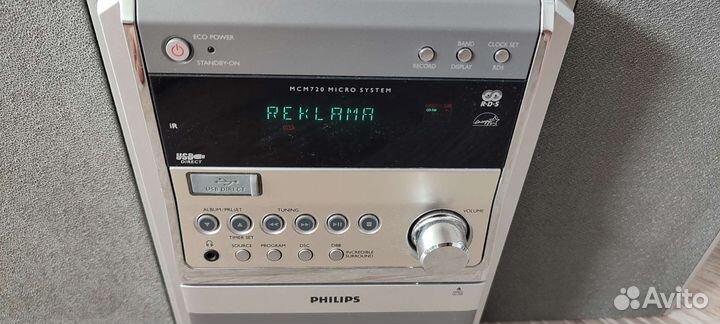 ECO POWER
STANDBY-ON
BAND
CLOCK SET
RECORD
DISPLAY
RDS
MCM720 MICRO SYSTEM
REKLAMA
R·D·S
IR
USB
DIRECT
USB DIRECT
ALBUM/PRESET
TUNING
VOLUME
TIMER SET
SOURCE
PROGRAM
DSC
DBB
INCREDIBLE
SURROUND
PHILIPS
Avito